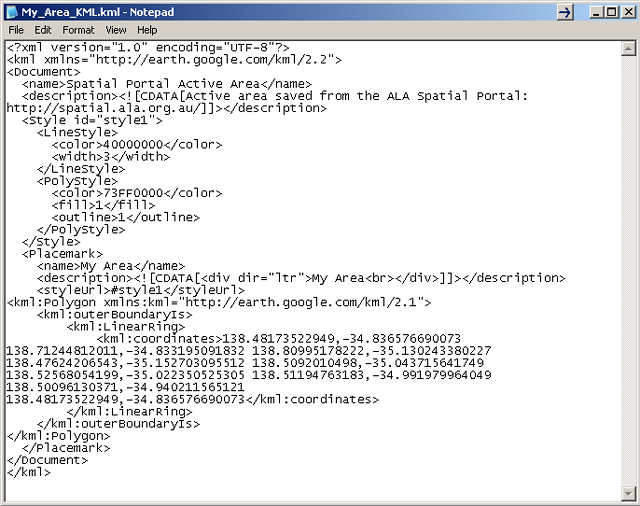 My_Area_KML.kml - Notepad
File Edit Format View Help
<?xml version="1.0" encoding="UTF-8"?>
<kml xmlns="http://earth.google.com/kml/2.2">
<Document>
  <name>Spatial Portal Active Area</name>
  <description><![CDATA[Active area saved from the ALA Spatial Portal:
http://spatial.ala.org.au/]]></description>
  <Style id="style1">
    <LineStyle>
      <color>40000000</color>
      <width>3</width>
    </LineStyle>
    <PolyStyle>
      <color>73FF0000</color>
      <fill>1</fill>
      <outline>1</outline>
    </PolyStyle>
  </Style>
  <Placemark>
    <name>My Area</name>
    <description><![CDATA[<div dir="ltr">My Area<br></div>]]></description>
    <styleUrl>#style1</styleUrl>
<kml:Polygon xmlns:kml="http://earth.google.com/kml/2.1">
    <kml:outerBoundaryIs>
        <kml:LinearRing>
            <kml:coordinates>138.48173522949,-34.836576690073
138.71244812011,-34.833195091832 138.80995178222,-35.130243380227
138.47624206543,-35.152703095512 138.5092010498,-35.043715641749
138.52568054199,-35.022350525305 138.51194763183,-34.991979964049
138.50096130371,-34.940211565121
138.48173522949,-34.836576690073</kml:coordinates>
        </kml:LinearRing>
    </kml:outerBoundaryIs>
</kml:Polygon>
  </Placemark>
</Document>
</kml>